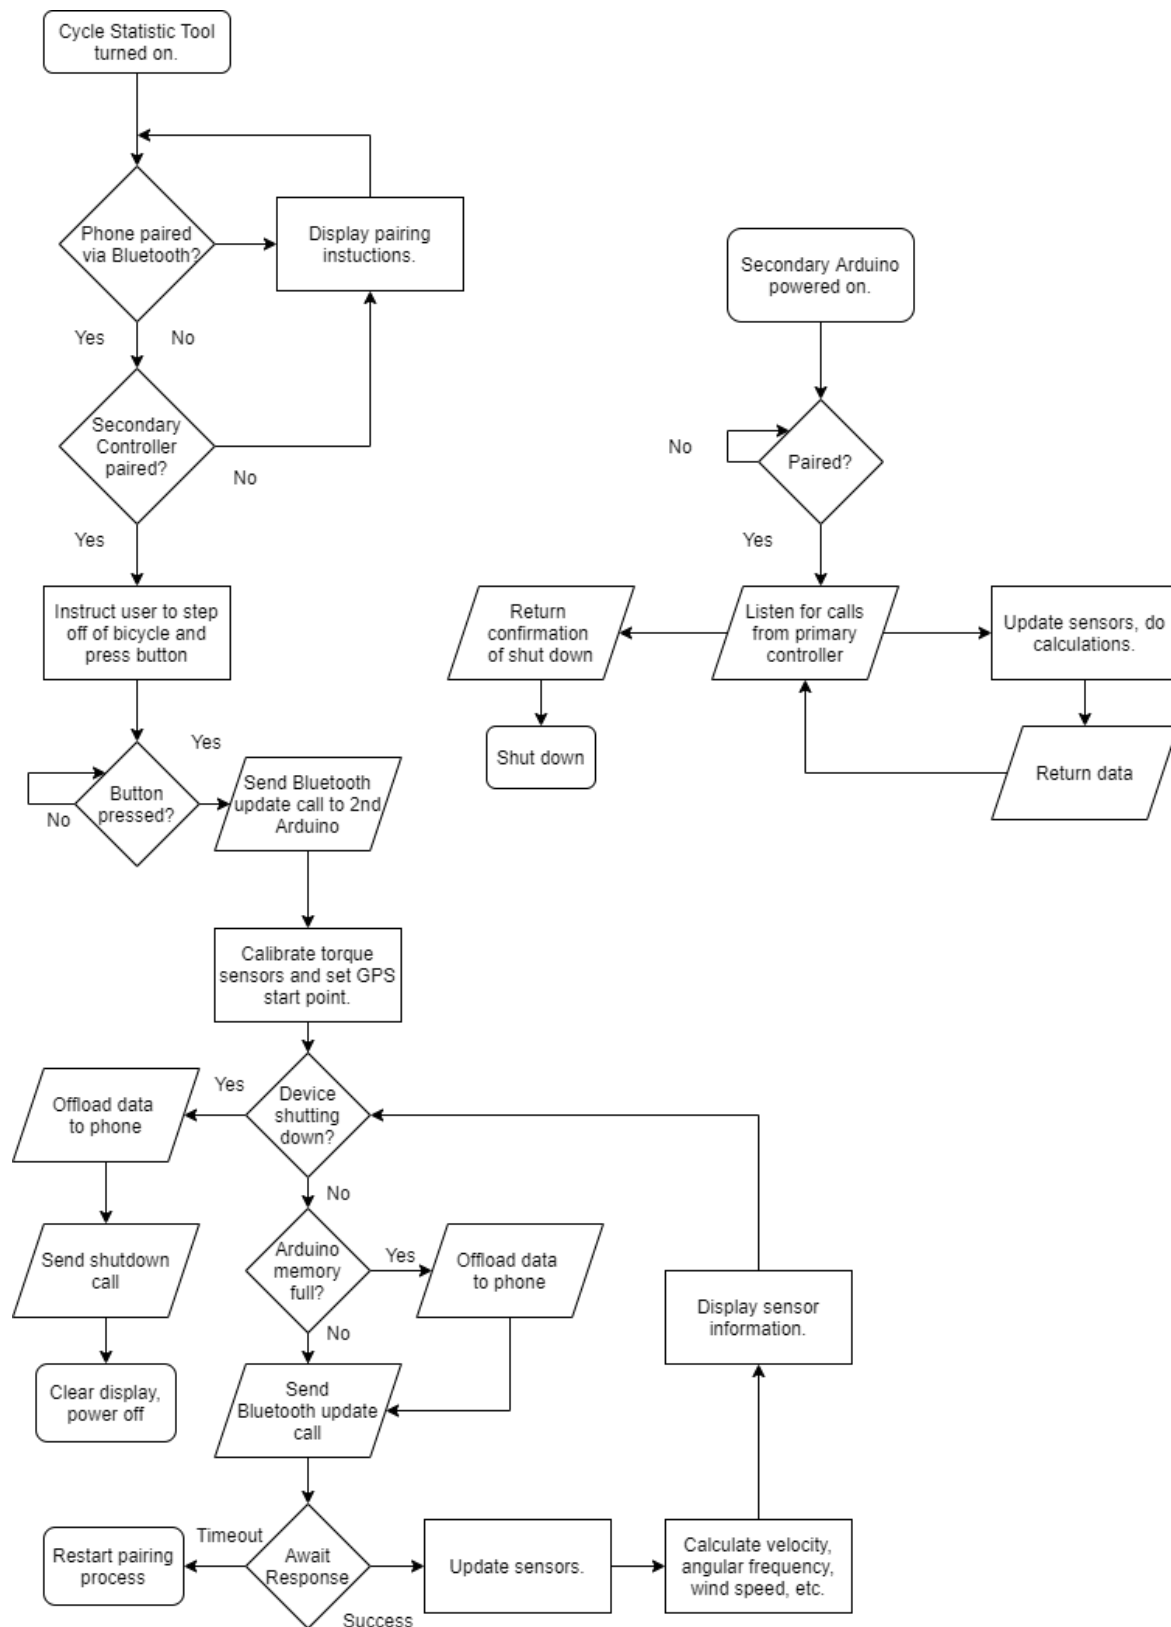 Cycle Statistic Tool
turned on.
Phone paired
via Bluetooth?
Display pairing
instuctions.
Yes
No
Secondary
Controller
paired?
No
Yes
Instruct user to step
off of bicycle and
press button
Button
pressed?
No
Yes
Send Bluetooth
update call to 2nd
Arduino
Calibrate torque
sensors and set GPS
start point.
Device
shutting
down?
Yes
Offload data
to phone
Send shutdown
call
Clear display,
power off
No
Arduino
memory
full?
Yes
Offload data
to phone
No
Send
Bluetooth update
call
Await
Response
Timeout
Restart pairing
process
Success
Update sensors.
Calculate velocity,
angular frequency,
wind speed, etc.
Display sensor
information.
Secondary Arduino
powered on.
Paired?
No
Yes
Listen for calls
from primary
controller
Return
confirmation
of shut down
Shut down
Update sensors, do
calculations.
Return data